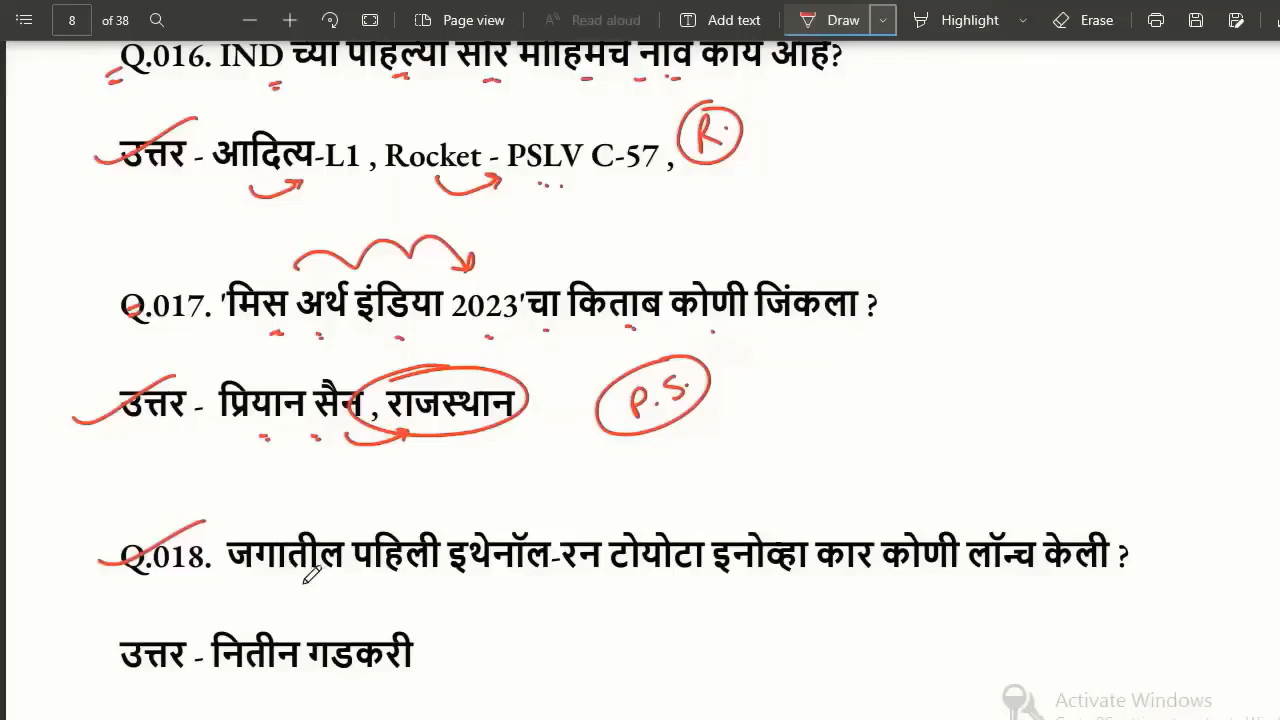 8 of 38 Page view Read aloud Add text Draw Highlight Erase
Q.016. IND च्या पहिल्या सौर मोहिमेचे नाव काय आहे?
उत्तर - आदित्य-L1 , Rocket - PSLV C-57 , R.
Q.017. 'मिस अर्थ इंडिया 2023'चा किताब कोणी जिंकला ?
उत्तर - प्रियान सैन , राजस्थान P.S.
Q.018. जगातील पहिली इथेनॉल-रन टोयोटा इनोव्हा कार कोणी लॉन्च केली ?
उत्तर - नितीन गडकरी
Activate Windows